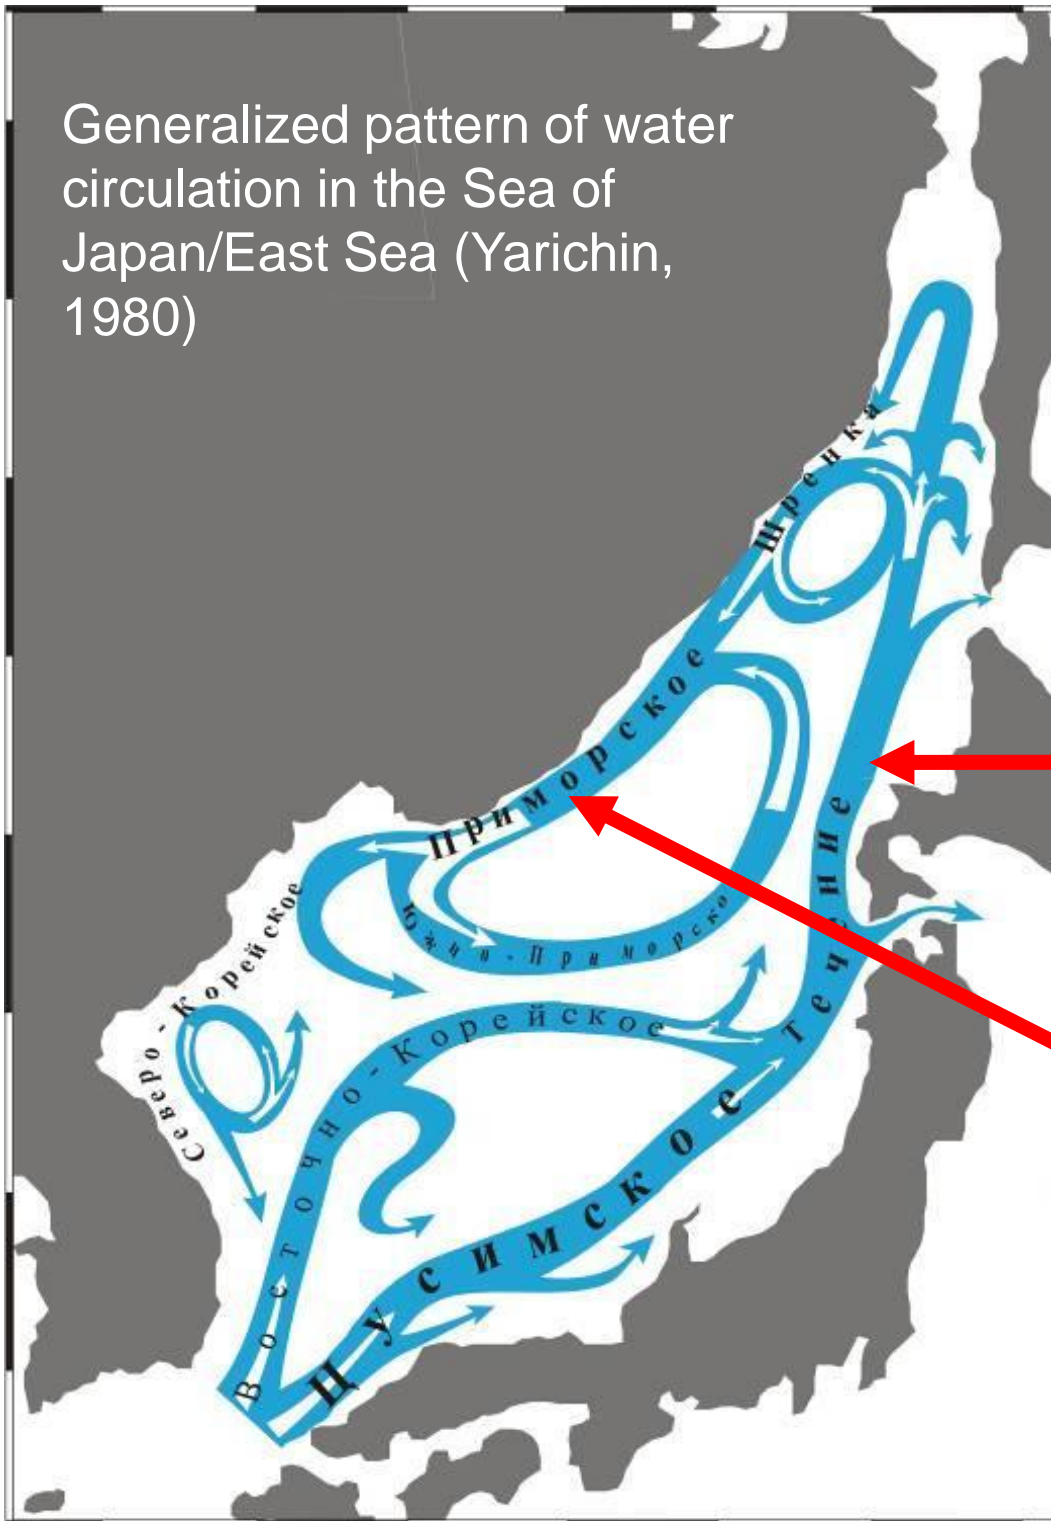 Generalized pattern of water
circulation in the Sea of
Japan/East Sea (Yarichin,
1980)
Шренка
Приморское
Южно-Приморско
Северо-Корейское
Восточно-Корейское
Цусимское течение